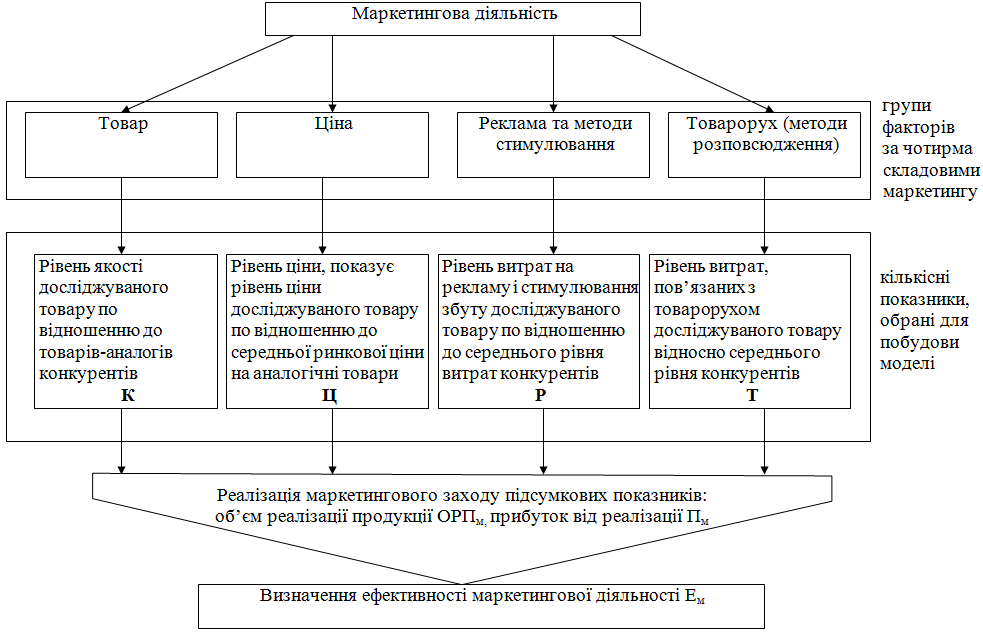 Маркетингова діяльність
Товар
Ціна
Реклама та методи
стимулювання
Товарорух (методи
розповсюдження)
групи
факторів
за чотирма
складовими
маркетингу
Рівень якості
досліджуваного
товару по
відношенню до
товарів-аналогів
конкурентів
К
Рівень ціни, показує
рівень ціни
досліджуваного товару
по відношенню до
середньої ринкової ціни
на аналогічні товари
Ц
Рівень витрат на
рекламу і стимулювання
збуту досліджуваного
товару по відношенню
до середнього рівня
витрат конкурентів
Р
Рівень витрат,
пов’язаних з
товарорухом
досліджуваного товару
відносно середнього
рівня конкурентів
Т
кількісні
показники,
обрані для
побудови
моделі
Реалізація маркетингового заходу підсумкових показників:
об’єм реалізації продукції ОРПм, прибуток від реалізації Пм
Визначення ефективності маркетингової діяльності Ем